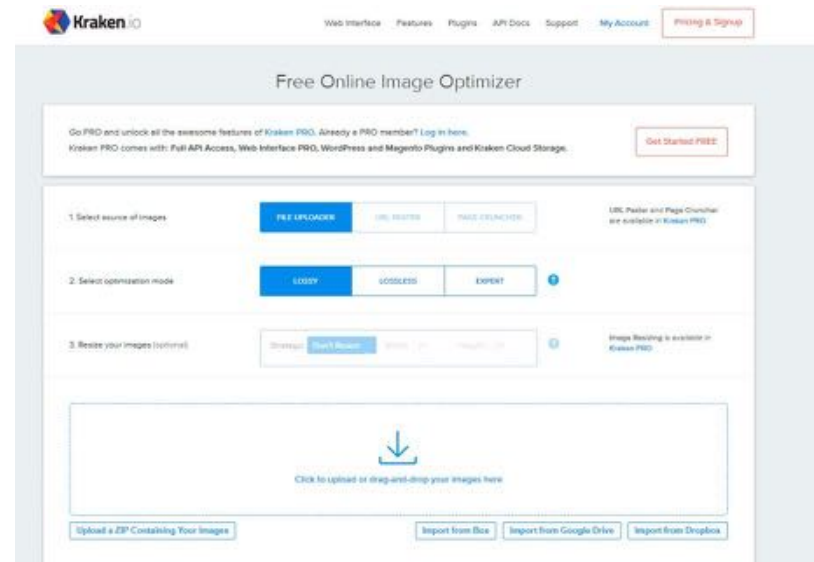 Kraken.io
Web Interface Features Plugins API Docs Support My Account Pricing & Signup
Free Online Image Optimizer
Go PRO and unlock all the awesome features of Kraken PRO. Already a PRO member? Log in here.
Kraken PRO comes with: Full API Access, Web Interface PRO, WordPress and Magento Plugins and Kraken Cloud Storage.
Get Started FREE
1. Select source of images
FILE UPLOADER URL PASTER PAGE CRUNCHER
URL Paster and Page Cruncher
are available in Kraken PRO
2. Select optimization mode
LOSSY LOSSLESS EXPERT
3. Resize your images (optional)
Strategy: Don't Resize
Image Resizing is available in
Kraken PRO
Click to upload or drag-and-drop your images here
Upload a ZIP Containing Your Images
Import from Box Import from Google Drive Import from Dropbox